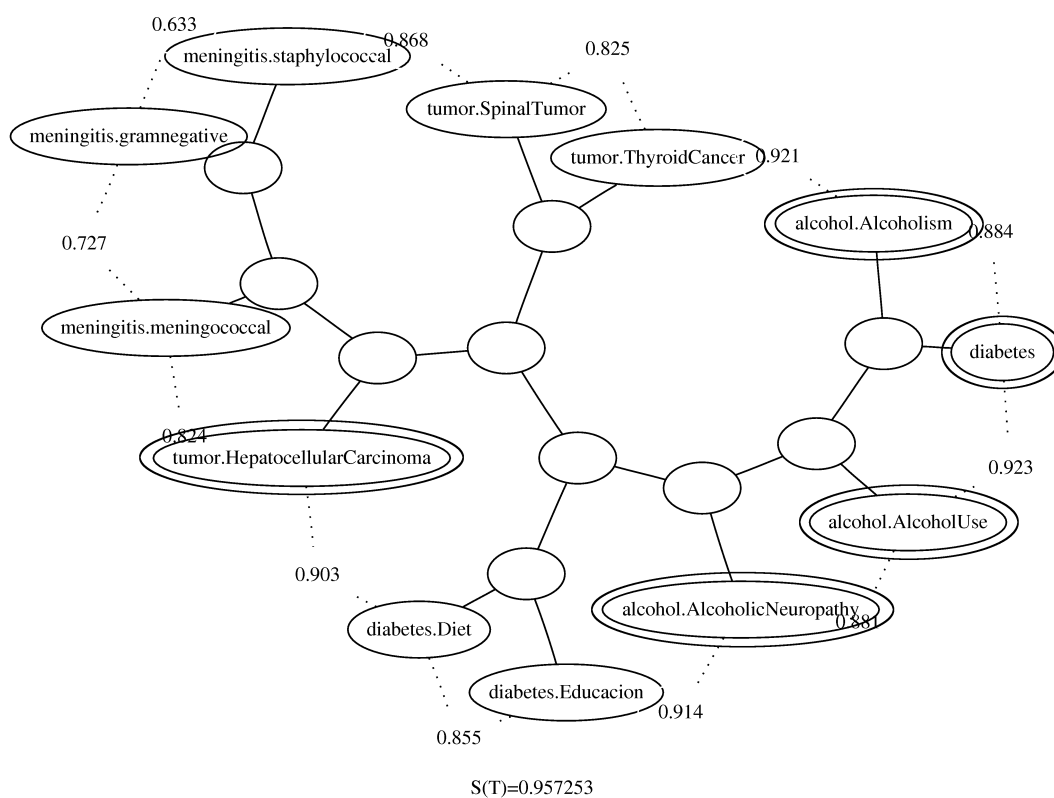 0.633
0.868
0.825
meningitis.staphylococcal
tumor.SpinalTumor
meningitis.gramnegative
tumor.ThyroidCancer
0.921
alcohol.Alcoholism
0.884
0.727
meningitis.meningococcal
diabetes
0.824
tumor.HepatocellularCarcinoma
0.923
alcohol.AlcoholUse
0.903
alcohol.AlcoholicNeuropathy
0.881
diabetes.Diet
diabetes.Educacion
0.914
0.855
S(T)=0.957253